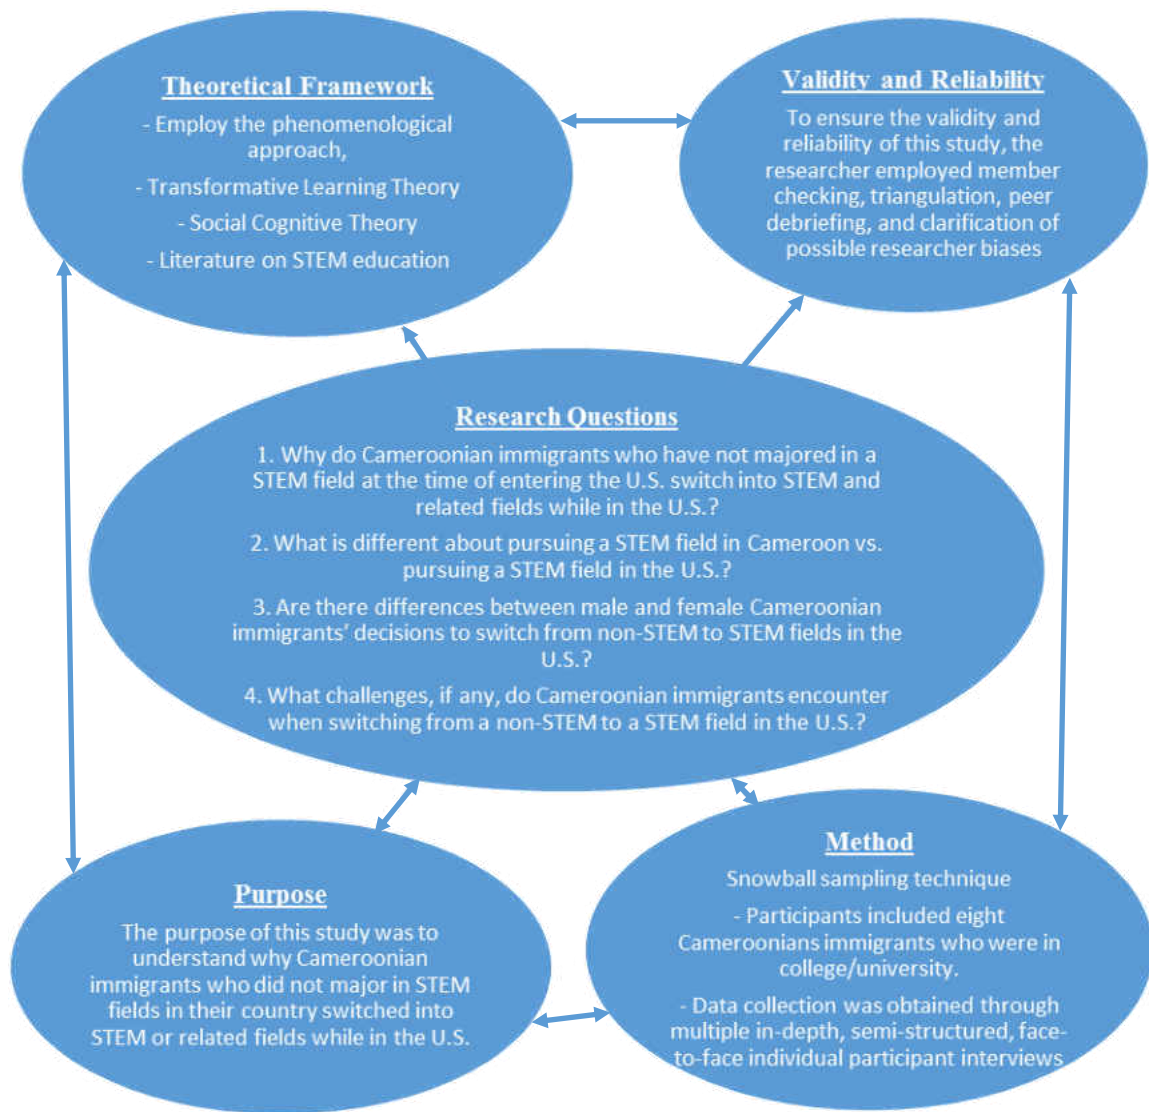 Theoretical Framework
- Employ the phenomenological
approach,
- Transformative Learning Theory
- Social Cognitive Theory
- Literature on STEM education
Validity and Reliability
To ensure the validity and
reliability of this study, the
researcher employed member
checking, triangulation, peer
debriefing, and clarification of
possible researcher biases
Research Questions
1. Why do Cameroonian immigrants who have not majored in a
STEM field at the time of entering the U.S. switch into STEM and
related fields while in the U.S.?
2. What is different about pursuing a STEM field in Cameroon vs.
pursuing a STEM field in the U.S.?
3. Are there differences between male and female Cameroonian
immigrants’ decisions to switch from non-STEM to STEM fields in the
U.S.?
4. What challenges, if any, do Cameroonian immigrants encounter
when switching from a non-STEM to a STEM field in the U.S.?
Purpose
The purpose of this study was to
understand why Cameroonian
immigrants who did not major in STEM
fields in their country switched into
STEM or related fields while in the U.S.
Method
Snowball sampling technique
- Participants included eight
Cameroonians immigrants who were in
college/university.
- Data collection was obtained through
multiple in-depth, semi-structured, face-
to-face individual participant interviews